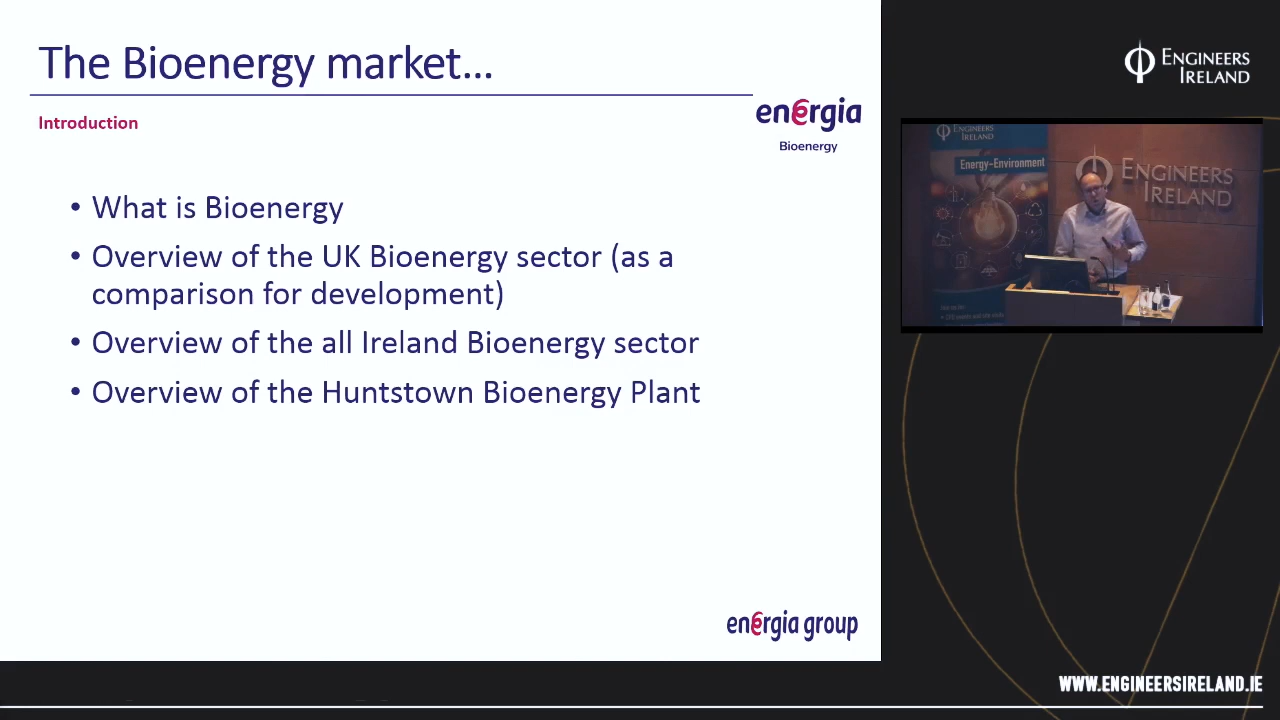 The Bioenergy market...
Introduction
energia
Bioenergy
• What is Bioenergy
• Overview of the UK Bioenergy sector (as a
comparison for development)
• Overview of the all Ireland Bioenergy sector
• Overview of the Huntstown Bioenergy Plant
energia group
ENGINEERS
IRELAND
ENGINEERS
IRELAND
Energy-Environment
ENGINEERS
IRELAND
WWW.ENGINEERSIRELAND.IE